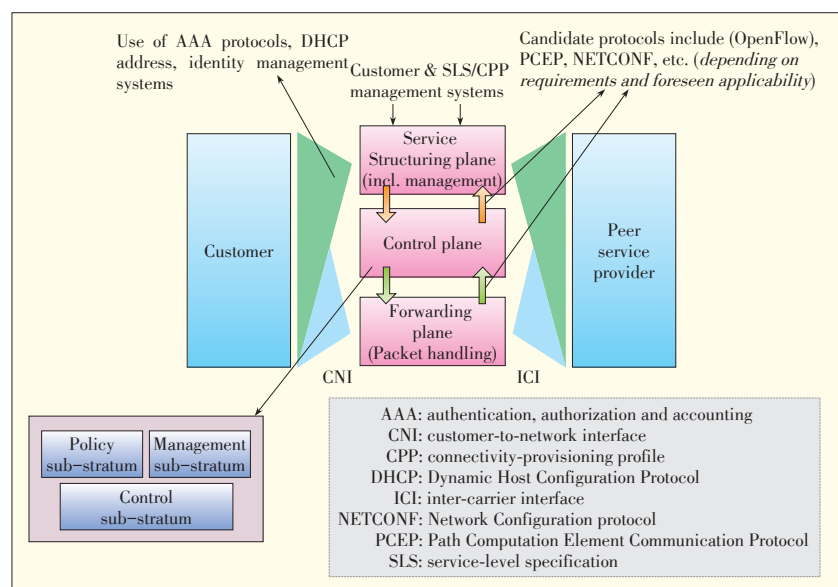 Use of AAA protocols, DHCP
address, identity management
systems
Customer & SLS/CPP
management systems
Candidate protocols include (OpenFlow),
PCEP, NETCONF, etc. (depending on
requirements and foreseen applicability)
Service
Structuring plane
(incl. management)
Customer
Control plane
Peer
service
provider
Forwarding
plane
(Packet handling)
CNI
ICI
Policy
sub-stratum
Management
sub-stratum
Control
sub-stratum
AAA: authentication, authorization and accounting
CNI: customer-to-network interface
CPP: connectivity-provisioning profile
DHCP: Dynamic Host Configuration Protocol
ICI: inter-carrier interface
NETCONF: Network Configuration protocol
PCEP: Path Computation Element Communication Protocol
SLS: service-level specification